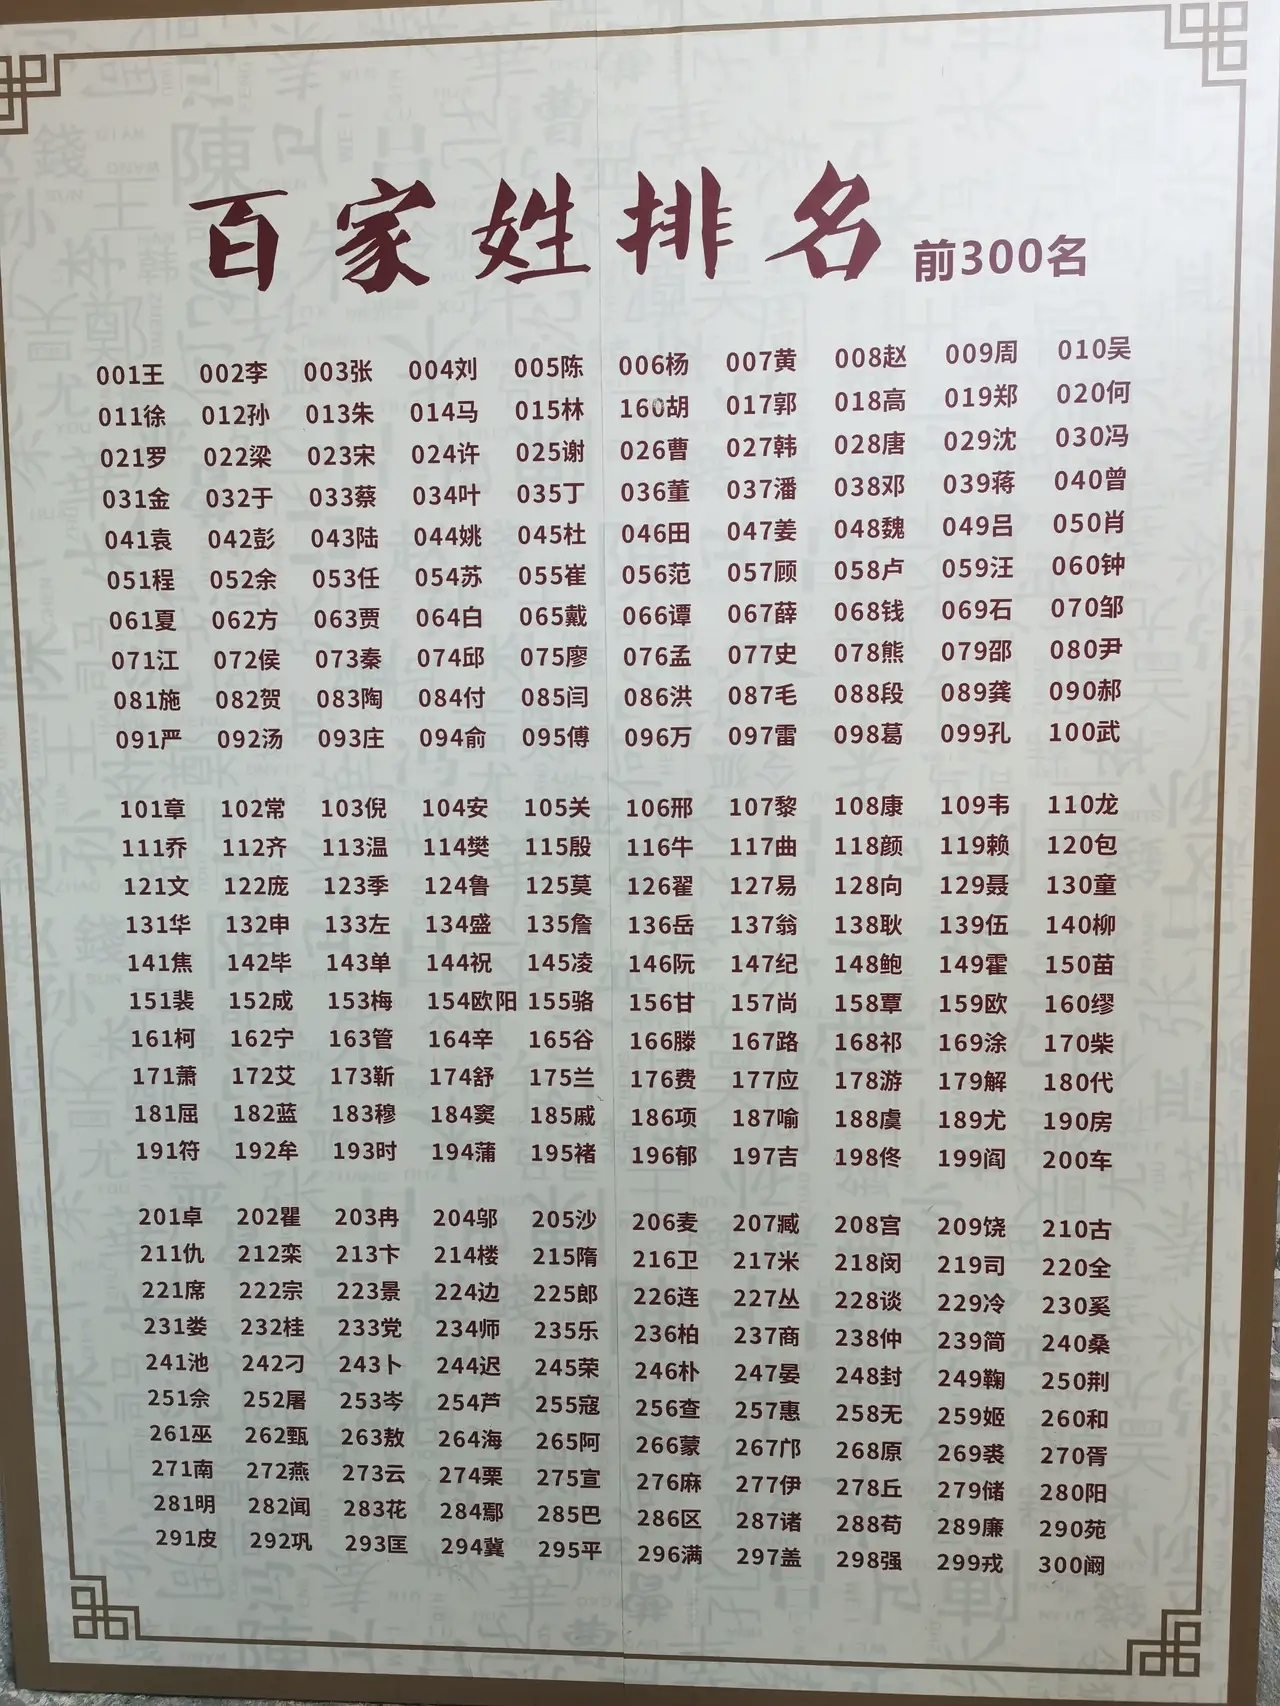 百家姓排名 前300名
001王 002李 003张 004刘 005陈 006杨 007黄 008赵 009周 010吴
011徐 012孙 013朱 014马 015林 160胡 017郭 018高 019郑 020何
021罗 022梁 023宋 024许 025谢 026曹 027韩 028唐 029沈 030冯
031金 032于 033蔡 034叶 035丁 036董 037潘 038邓 039蒋 040曾
041袁 042彭 043陆 044姚 045杜 046田 047姜 048魏 049吕 050肖
051程 052余 053任 054苏 055崔 056范 057顾 058卢 059汪 060钟
061夏 062方 063贾 064白 065戴 066谭 067薛 068钱 069石 070邹
071江 072侯 073秦 074邱 075廖 076孟 077史 078熊 079邵 080尹
081施 082贺 083陶 084付 085闫 086洪 087毛 088段 089龚 090郝
091严 092汤 093庄 094俞 095傅 096万 097雷 098葛 099孔 100武
101章 102常 103倪 104安 105关 106邢 107黎 108康 109韦 110龙
111乔 112齐 113温 114樊 115殷 116牛 117曲 118颜 119赖 120包
121文 122庞 123季 124鲁 125莫 126翟 127易 128向 129聂 130童
131华 132申 133左 134盛 135詹 136岳 137翁 138耿 139伍 140柳
141焦 142毕 143单 144祝 145凌 146阮 147纪 148鲍 149霍 150苗
151裴 152成 153梅 154欧阳 155骆 156甘 157尚 158覃 159欧 160缪
161柯 162宁 163管 164辛 165谷 166滕 167路 168祁 169涂 170柴
171萧 172艾 173靳 174舒 175兰 176费 177应 178游 179解 180代
181屈 182蓝 183穆 184窦 185戚 186项 187喻 188虞 189尤 190房
191符 192牟 193时 194蒲 195褚 196郁 197吉 198佟 199阎 200车
201卓 202瞿 203冉 204邬 205沙 206麦 207臧 208宫 209饶 210古
211仇 212栾 213卞 214楼 215隋 216卫 217米 218闵 219司 220全
221席 222宗 223景 224边 225郎 226连 227丛 228谈 229冷 230奚
231娄 232桂 233党 234师 235乐 236柏 237商 238仲 239简 240桑
241池 242刁 243卜 244迟 245荣 246朴 247晏 248封 249鞠 250荆
251佘 252屠 253岑 254芦 255寇 256查 257惠 258无 259姬 260和
261巫 262甄 263敖 264海 265阿 266蒙 267邝 268原 269裘 270胥
271南 272燕 273云 274栗 275宣 276麻 277伊 278丘 279储 280阳
281明 282闻 283花 284鄢 285巴 286区 287诸 288苟 289廉 290苑
291皮 292巩 293匡 294冀 295平 296满 297盖 298强 299戎 300阚